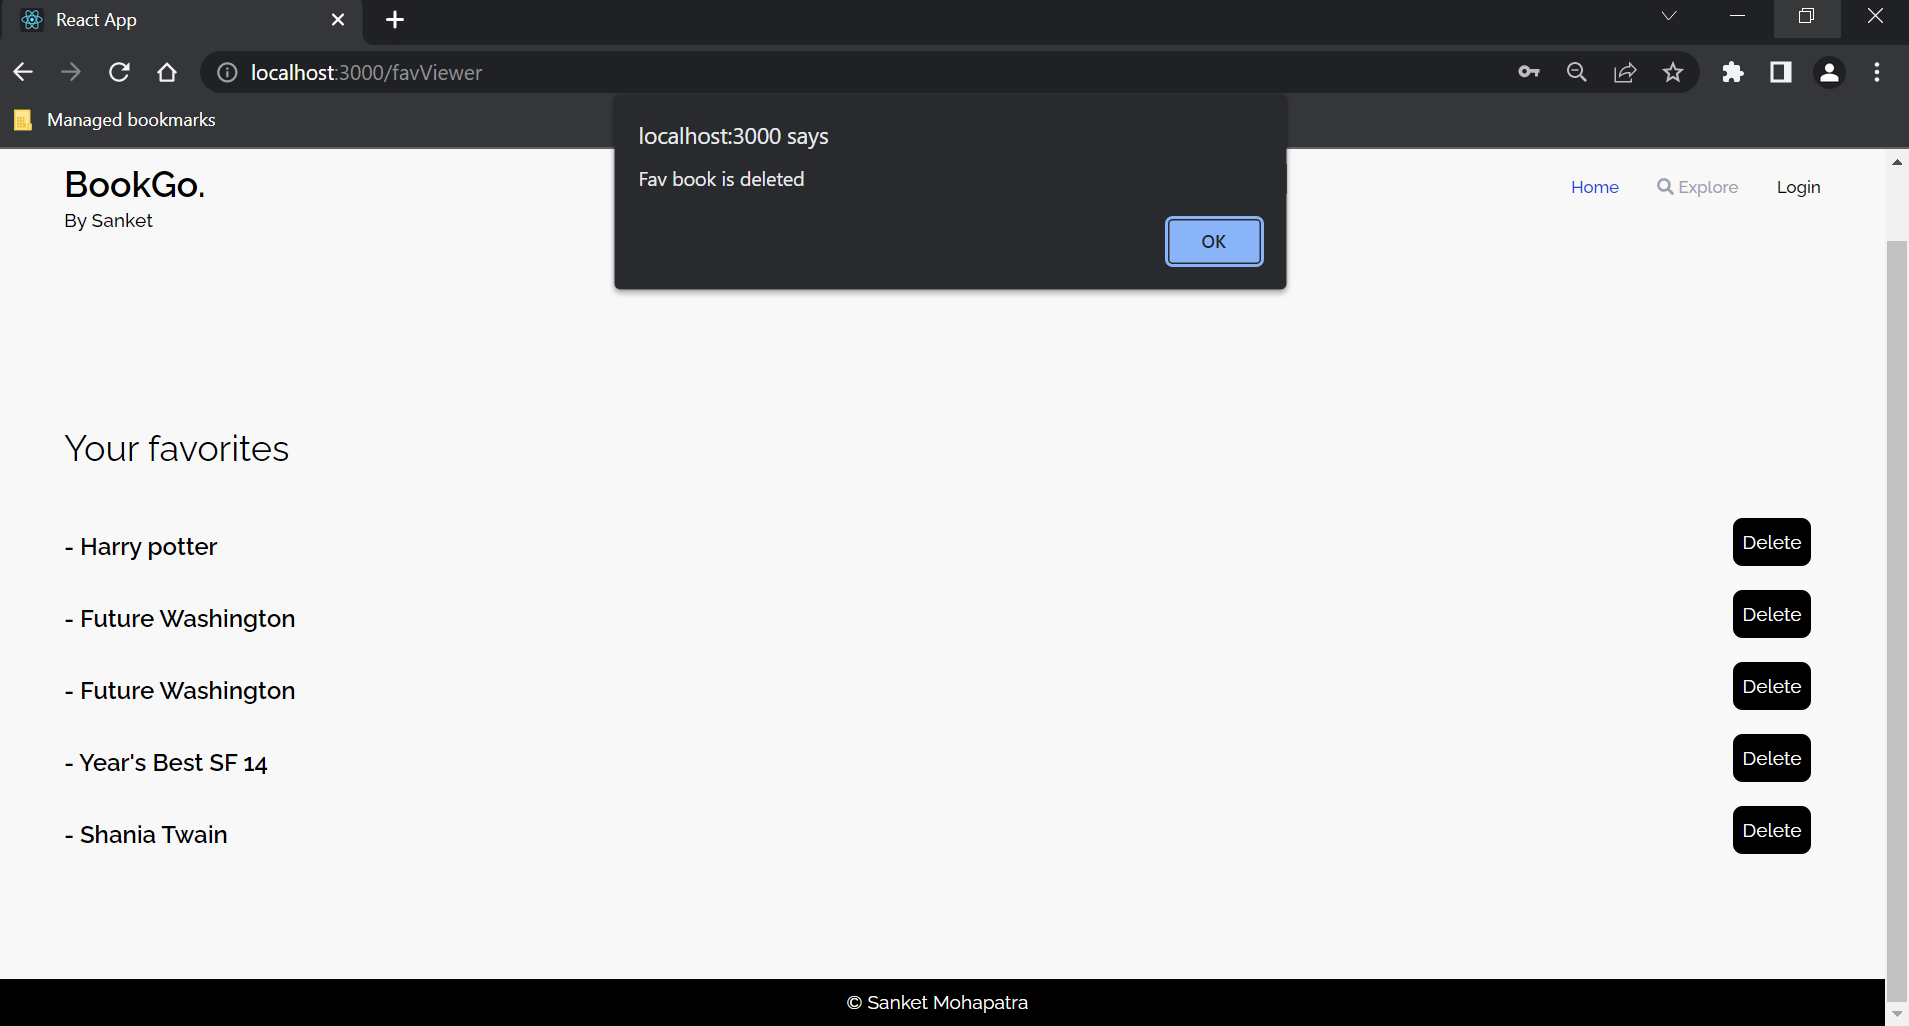 React App
localhost:3000/favViewer
Managed bookmarks
localhost:3000 says
Fav book is deleted
OK
BookGo.
By Sanket
Home Explore Login
Your favorites
- Harry potter Delete
- Future Washington Delete
- Future Washington Delete
- Year's Best SF 14 Delete
- Shania Twain Delete
© Sanket Mohapatra